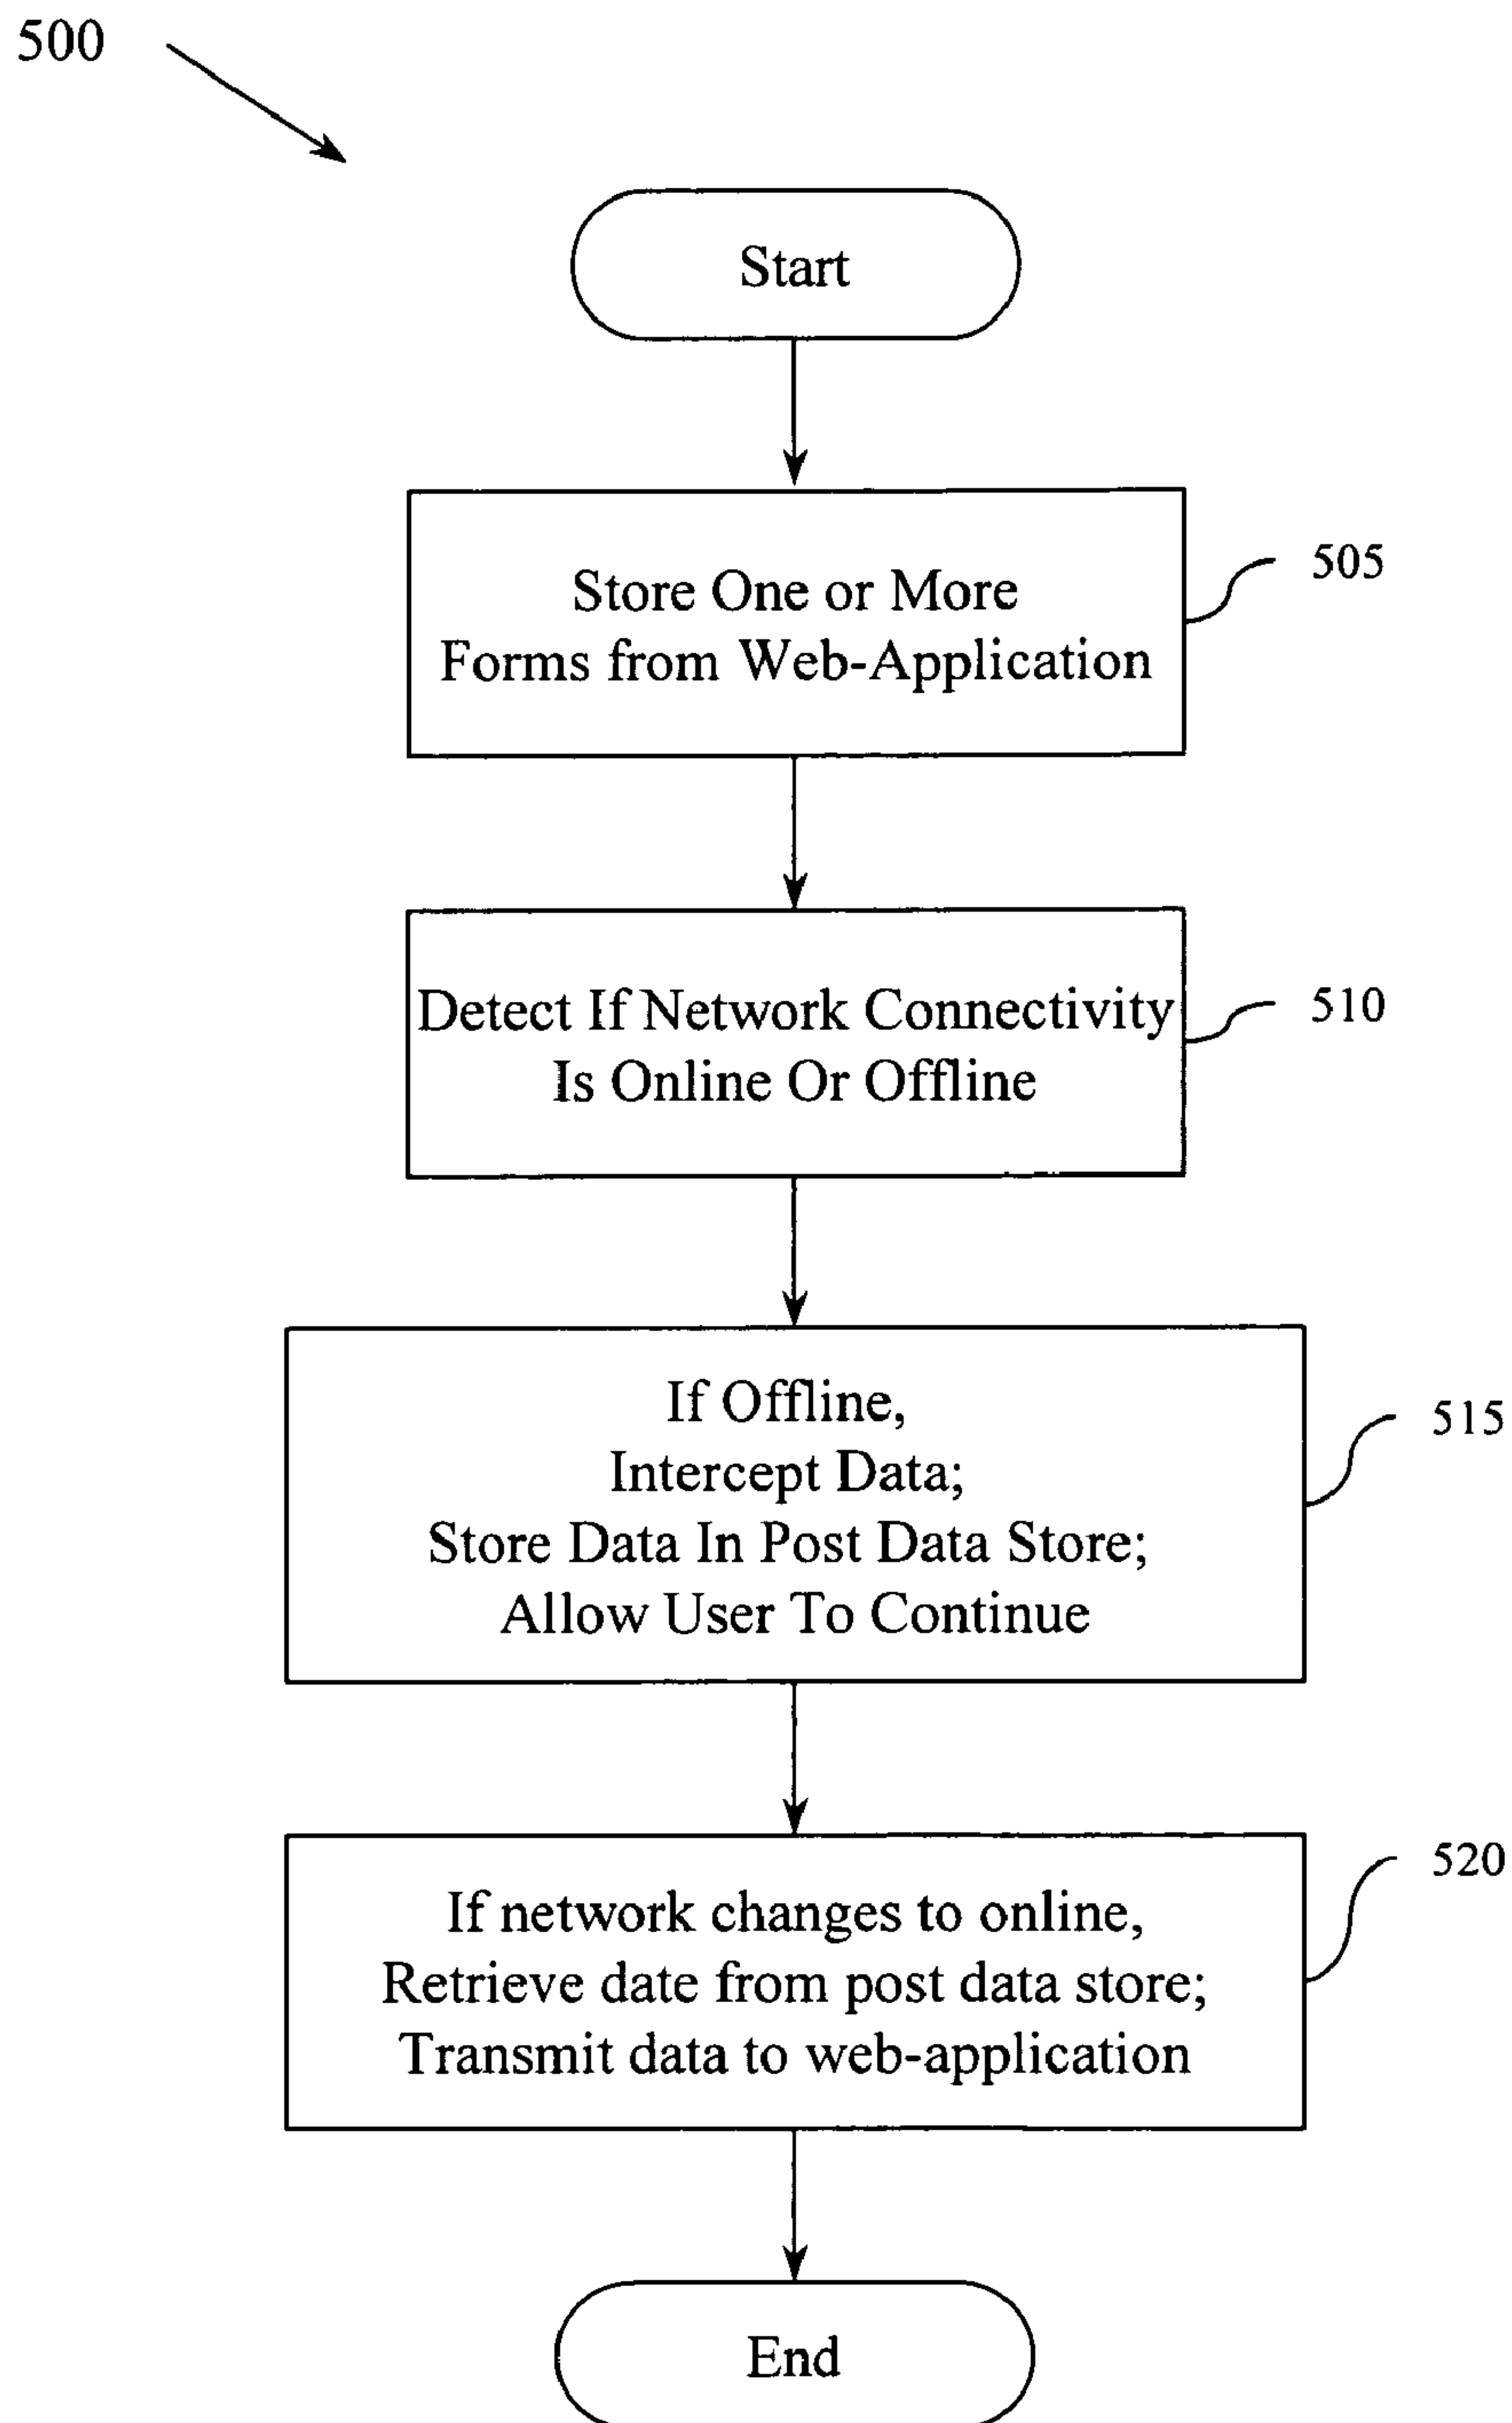 500
Start
Store One or More
Forms from Web-Application
505
Detect If Network Connectivity
Is Online Or Offline
510
If Offline,
Intercept Data;
Store Data In Post Data Store;
Allow User To Continue
515
If network changes to online,
Retrieve date from post data store;
Transmit data to web-application
520
End